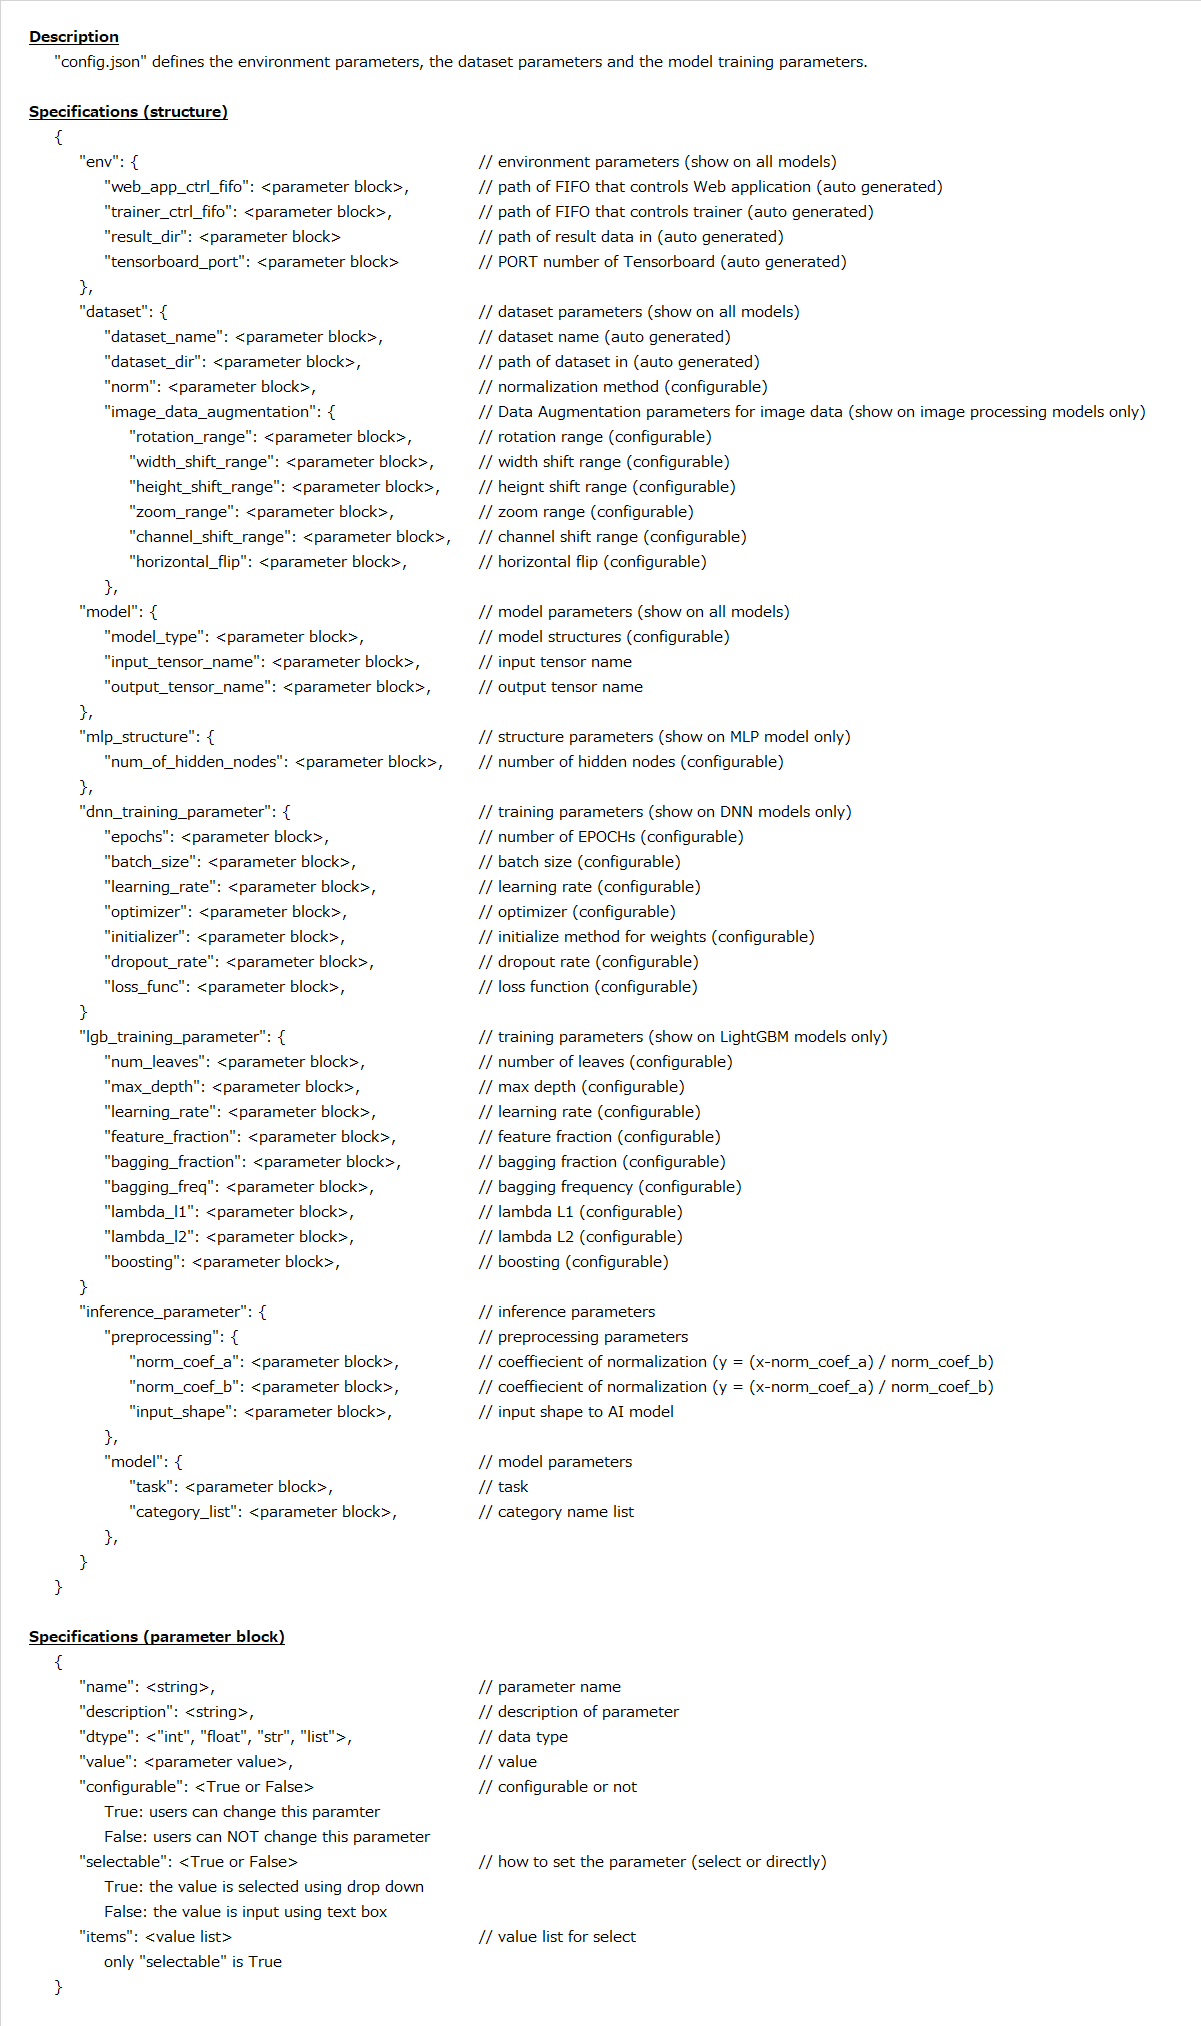 Description
"config.json" defines the environment parameters, the dataset parameters and the model training parameters.
Specifications (structure)
{
"env": { // environment parameters (show on all models)
"web_app_ctrl_fifo": <parameter block>, // path of FIFO that controls Web application (auto generated)
"trainer_ctrl_fifo": <parameter block>, // path of FIFO that controls trainer (auto generated)
"result_dir": <parameter block> // path of result data in (auto generated)
"tensorboard_port": <parameter block> // PORT number of Tensorboard (auto generated)
},
"dataset": { // dataset parameters (show on all models)
"dataset_name": <parameter block>, // dataset name (auto generated)
"dataset_dir": <parameter block>, // path of dataset in (auto generated)
"norm": <parameter block>, // normalization method (configurable)
"image_data_augmentation": { // Data Augmentation parameters for image data (show on image processing models only)
"rotation_range": <parameter block>, // rotation range (configurable)
"width_shift_range": <parameter block>, // width shift range (configurable)
"height_shift_range": <parameter block>, // heignt shift range (configurable)
"zoom_range": <parameter block>, // zoom range (configurable)
"channel_shift_range": <parameter block>, // channel shift range (configurable)
"horizontal_flip": <parameter block>, // horizontal flip (configurable)
},
"model": { // model parameters (show on all models)
"model_type": <parameter block>, // model structures (configurable)
"input_tensor_name": <parameter block>, // input tensor name
"output_tensor_name": <parameter block>, // output tensor name
},
"mlp_structure": { // structure parameters (show on MLP model only)
"num_of_hidden_nodes": <parameter block>, // number of hidden nodes (configurable)
},
"dnn_training_parameter": { // training parameters (show on DNN models only)
"epochs": <parameter block>, // number of EPOCHs (configurable)
"batch_size": <parameter block>, // batch size (configurable)
"learning_rate": <parameter block>, // learning rate (configurable)
"optimizer": <parameter block>, // optimizer (configurable)
"initializer": <parameter block>, // initialize method for weights (configurable)
"dropout_rate": <parameter block>, // dropout rate (configurable)
"loss_func": <parameter block>, // loss function (configurable)
}
"lgb_training_parameter": { // training parameters (show on LightGBM models only)
"num_leaves": <parameter block>, // number of leaves (configurable)
"max_depth": <parameter block>, // max depth (configurable)
"learning_rate": <parameter block>, // learning rate (configurable)
"feature_fraction": <parameter block>, // feature fraction (configurable)
"bagging_fraction": <parameter block>, // bagging fraction (configurable)
"bagging_freq": <parameter block>, // bagging frequency (configurable)
"lambda_l1": <parameter block>, // lambda L1 (configurable)
"lambda_l2": <parameter block>, // lambda L2 (configurable)
"boosting": <parameter block>, // boosting (configurable)
}
"inference_parameter": { // inference parameters
"preprocessing": { // preprocessing parameters
"norm_coef_a": <parameter block>, // coeffiecient of normalization (y = (x-norm_coef_a) / norm_coef_b)
"norm_coef_b": <parameter block>, // coeffiecient of normalization (y = (x-norm_coef_a) / norm_coef_b)
"input_shape": <parameter block>, // input shape to AI model
},
"model": { // model parameters
"task": <parameter block>, // task
"category_list": <parameter block>, // category name list
},
}
}
Specifications (parameter block)
{
"name": <string>, // parameter name
"description": <string>, // description of parameter
"dtype": <"int", "float", "str", "list">, // data type
"value": <parameter value>, // value
"configurable": <True or False> // configurable or not
True: users can change this paramter
False: users can NOT change this parameter
"selectable": <True or False> // how to set the parameter (select or directly)
True: the value is selected using drop down
False: the value is input using text box
"items": <value list> // value list for select
only "selectable" is True
}